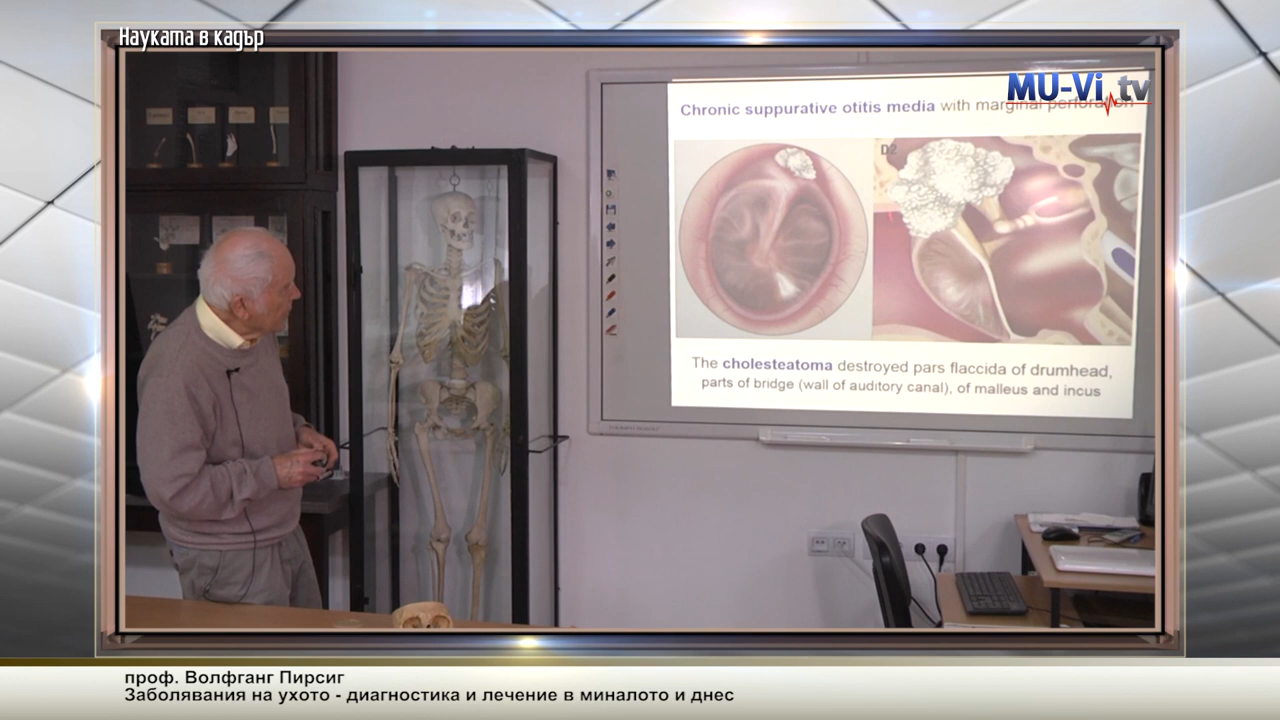 Науката в кадър
MU-Vi.tv
Chronic suppurative otitis media with marginal perforation
D2
The cholesteatoma destroyed pars flaccida of drumhead,
parts of bridge (wall of auditory canal), of malleus and incus
проф. Волфганг Пирсиг
Заболявания на ухото - диагностика и лечение в миналото и днес